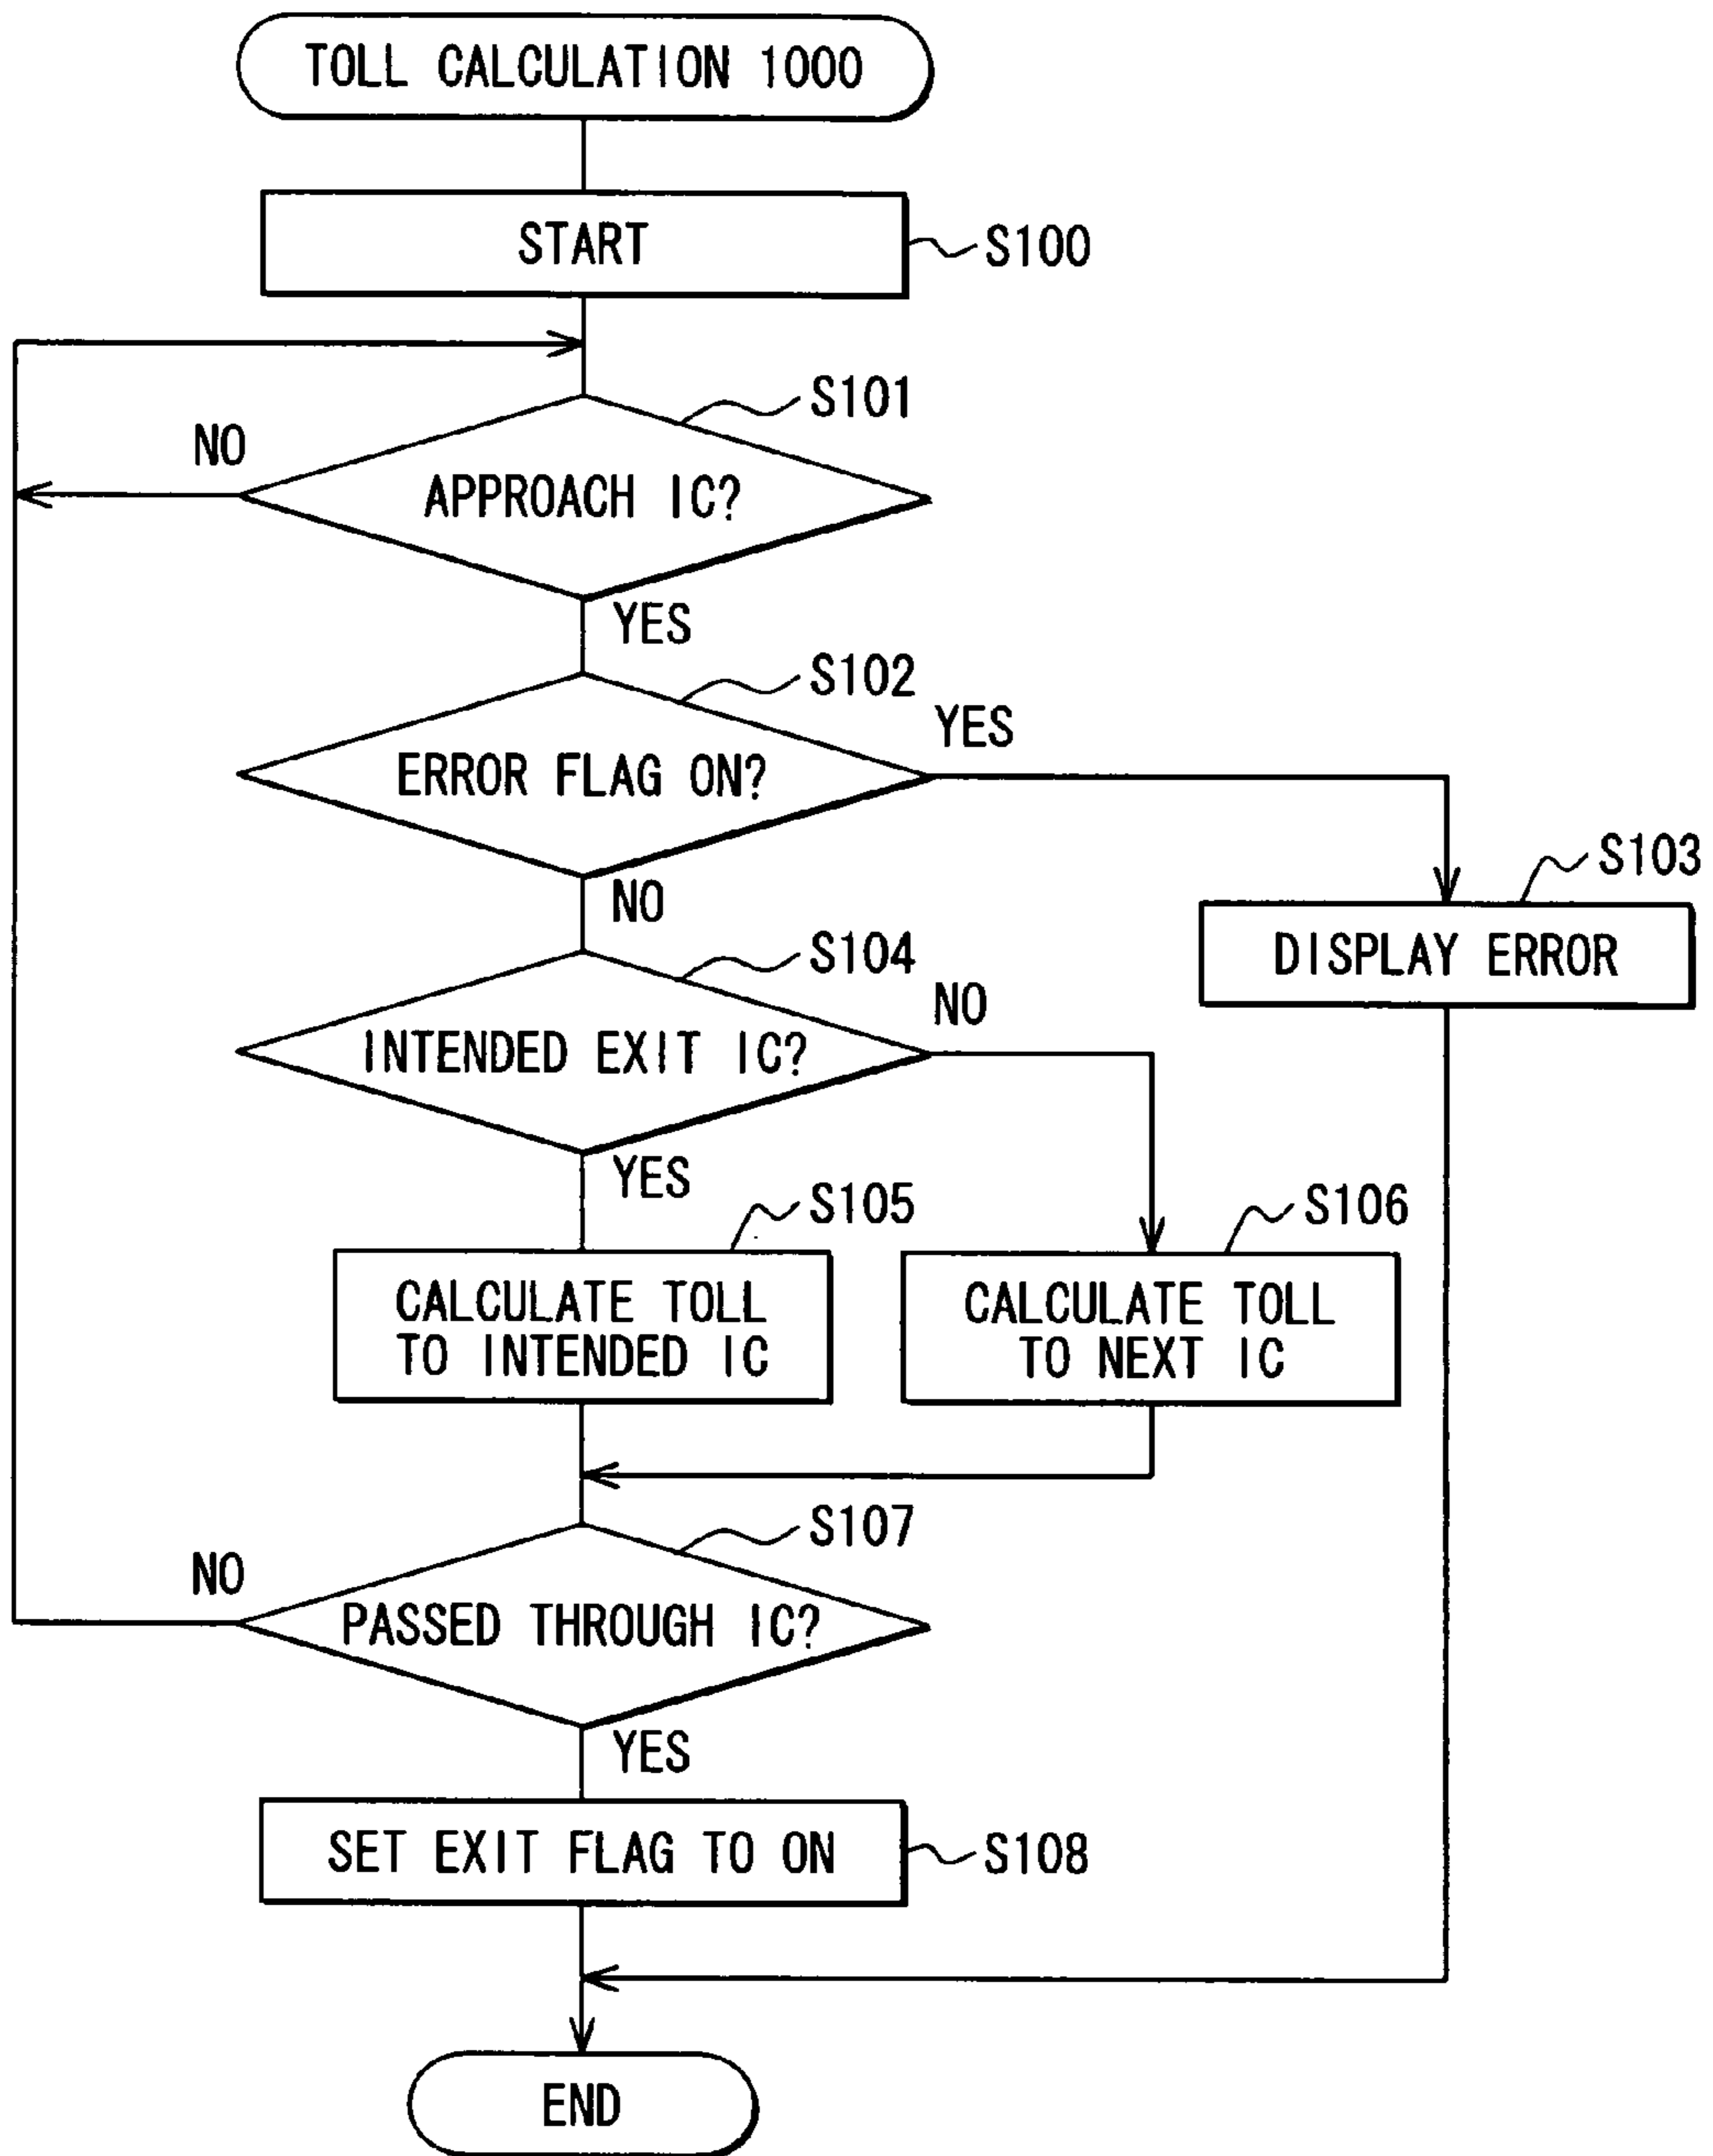 TOLL CALCULATION 1000
START
S100
S101
NO
APPROACH IC?
YES
S102
YES
ERROR FLAG ON?
S103
NO
DISPLAY ERROR
S104
NO
INTENDED EXIT IC?
YES
S105
S106
CALCULATE TOLL
TO INTENDED IC
CALCULATE TOLL
TO NEXT IC
S107
NO
PASSED THROUGH IC?
YES
SET EXIT FLAG TO ON
S108
END